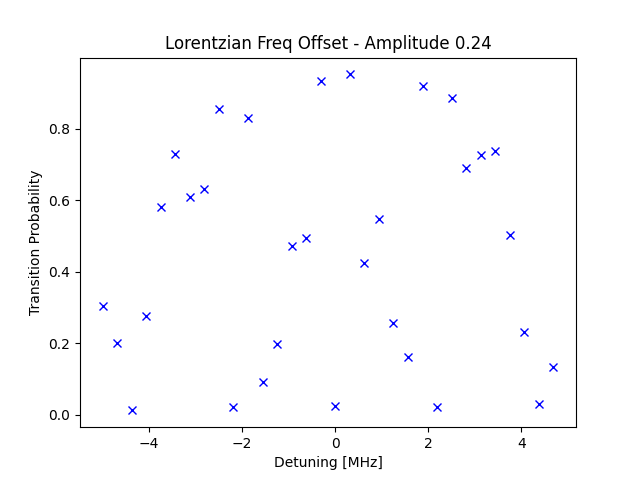 Lorentzian Freq Offset - Amplitude 0.24
0.8
0.6
0.4
0.2
0.0
Transition Probability
−4 −2 0 2 4
Detuning [MHz]